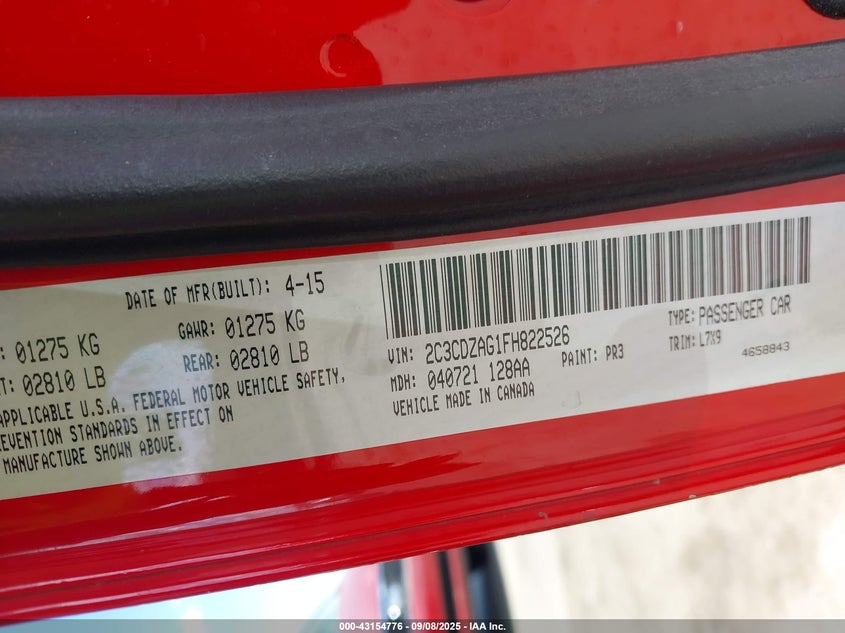 DATE OF MFR(BUILT): 4-15
01275 KG
GAWR: 01275 KG
02810 LB
REAR: 02810 LB
APPLICABLE U.S.A. FEDERAL MOTOR VEHICLE SAFETY,
STANDARDS IN EFFECT ON
MANUFACTURE SHOWN ABOVE.
VIN: 2C3CDZAG1FH822526
TYPE: PASSENGER CAR
MDH: 040721 128AA
PAINT: PR3
TRIM: L7X9
VEHICLE MADE IN CANADA
4658843
000-43154776 - 09/08/2025 - IAA Inc.